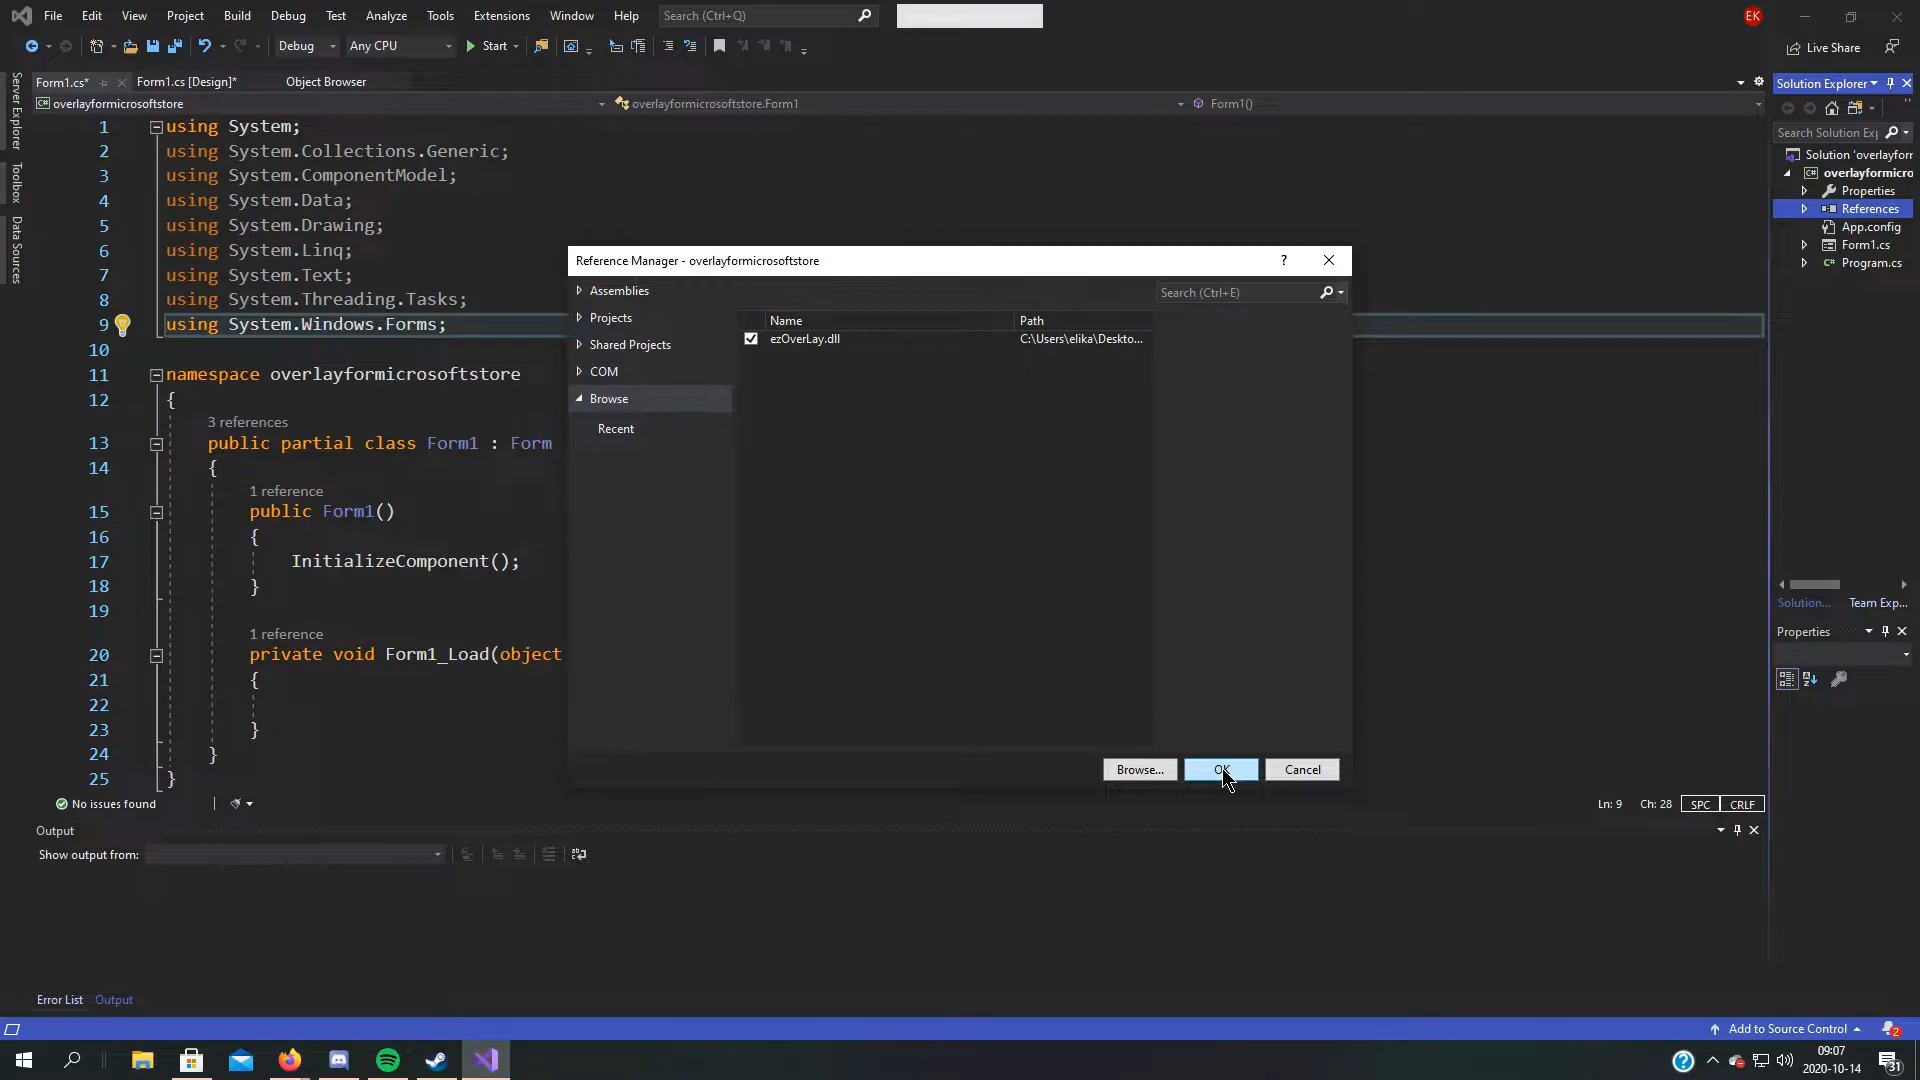 File Edit View Project Build Debug Test Analyze Tools Extensions Window Help Search (Ctrl+Q) EK
Debug Any CPU Start Live Share
Form1.cs* Form1.cs [Design]* Object Browser
overlayformicrosoftstore overlayformicrosoftstore.Form1 Form1()
Server Explorer
Toolbox
Data Sources
1 using System;
2 using System.Collections.Generic;
3 using System.ComponentModel;
4 using System.Data;
5 using System.Drawing;
6 using System.Linq;
7 using System.Text;
8 using System.Threading.Tasks;
9 using System.Windows.Forms;
10
11 namespace overlayformicrosoftstore
12 {
3 references
13 public partial class Form1 : Form
14 {
1 reference
15 public Form1()
16 {
17 InitializeComponent();
18 }
19
1 reference
20 private void Form1_Load(object
21 {
22
23 }
24 }
25 }
Reference Manager - overlayformicrosoftstore ?
Assemblies
Projects
Shared Projects
COM
Browse
Recent
Search (Ctrl+E)
Name Path
ezOverLay.dll C:\Users\elika\Deskto...
Browse... OK Cancel
Solution Explorer
Search Solution Exp
Solution 'overlayforr
overlayformicro
Properties
References
App.config
Form1.cs
Program.cs
Solution... Team Exp...
Properties
No issues found Ln: 9 Ch: 28 SPC CRLF
Output
Show output from:
Error List Output
Add to Source Control 2
09:07
2020-10-14
31